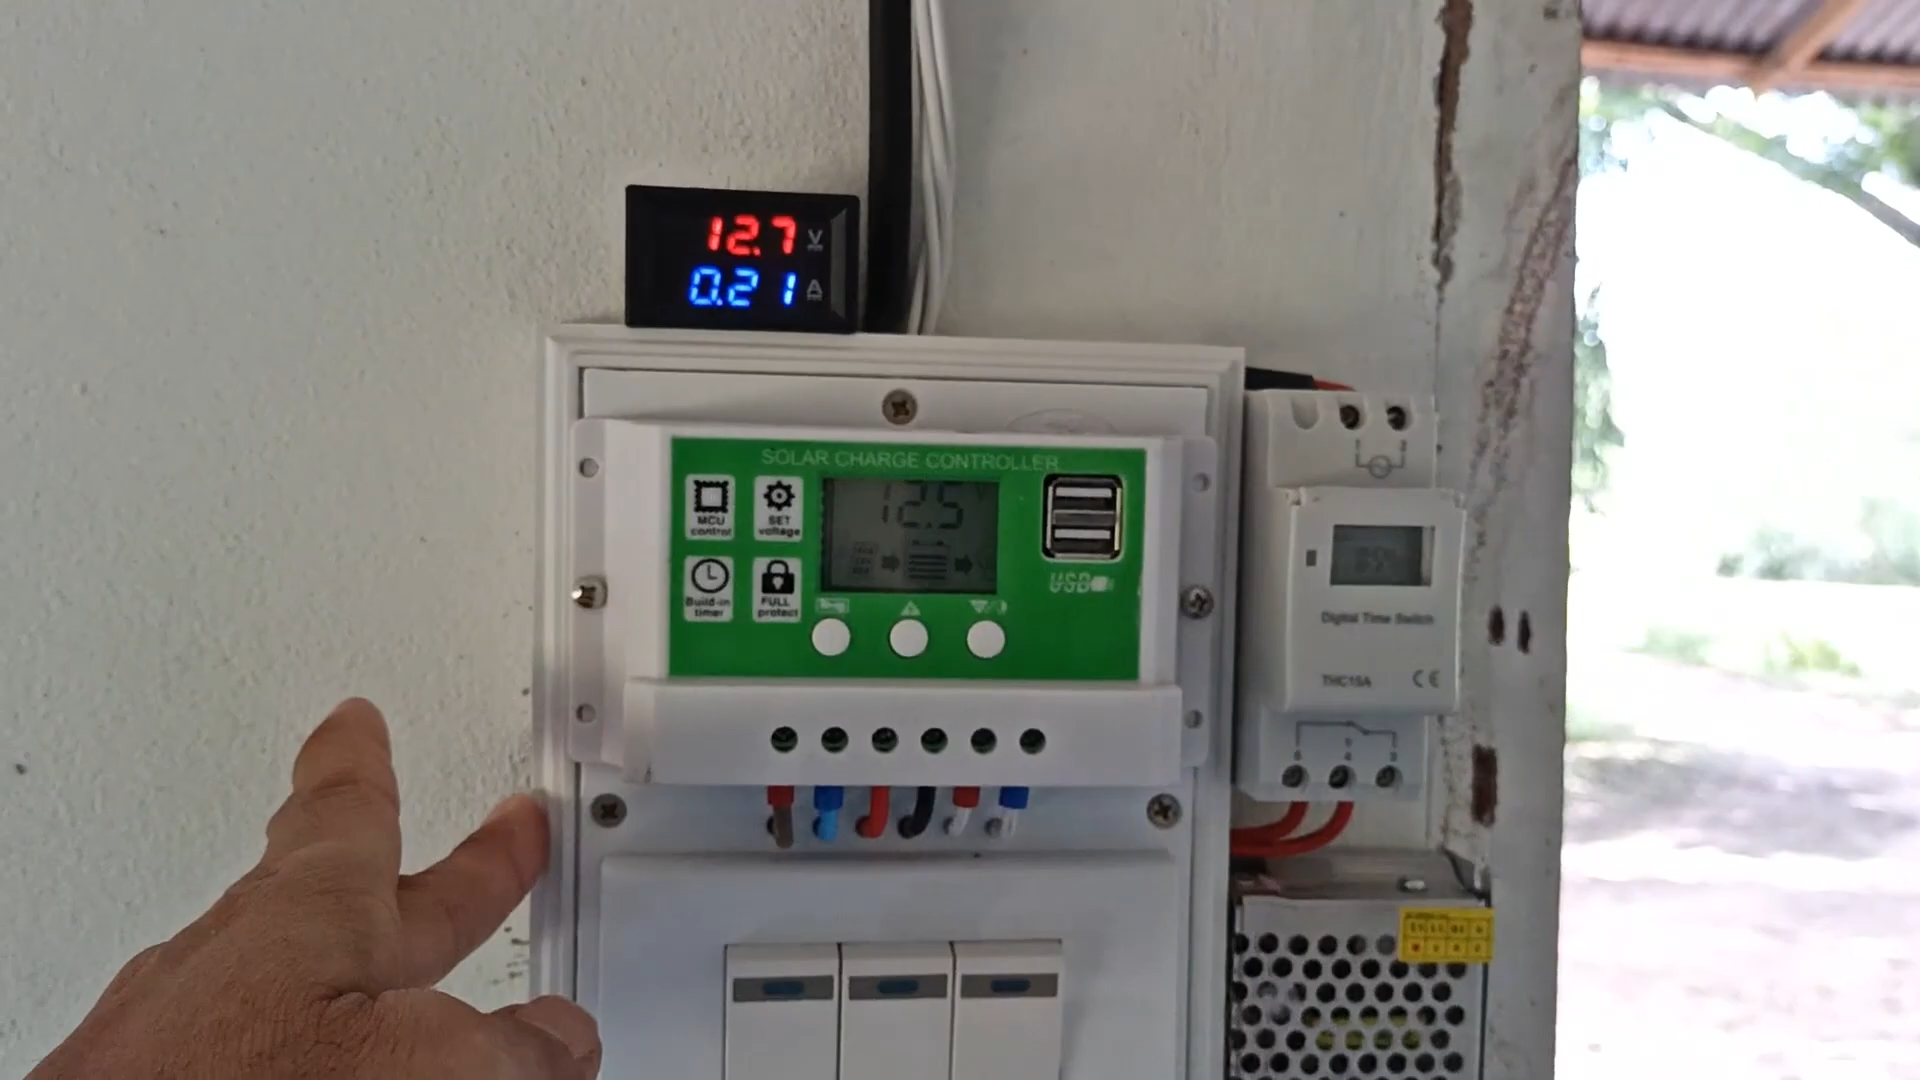 12.7 V
0.21 A
SOLAR CHARGE CONTROLLER
MCU
control
SET
voltage
12.5
Build-in
timer
FULL
protect
USB
Digital Time Switch
THC15A CE